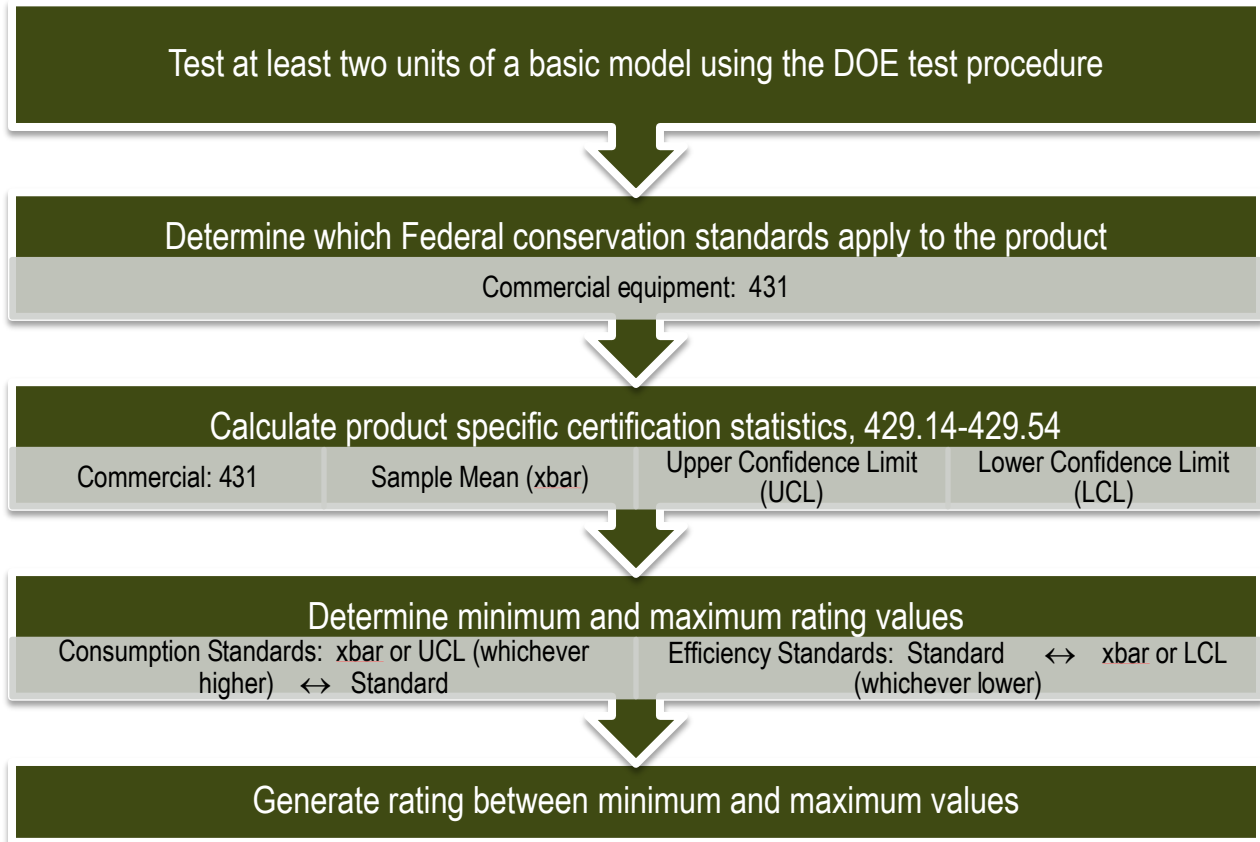 Test at least two units of a basic model using the DOE test procedure
Determine which Federal conservation standards apply to the product
Commercial equipment: 431
Calculate product specific certification statistics, 429.14-429.54
Commercial: 431
Sample Mean (xbar)
Upper Confidence Limit
(UCL)
Lower Confidence Limit
(LCL)
Determine minimum and maximum rating values
Consumption Standards: xbar or UCL (whichever
higher) ↔ Standard
Efficiency Standards: Standard ↔ xbar or LCL
(whichever lower)
Generate rating between minimum and maximum values